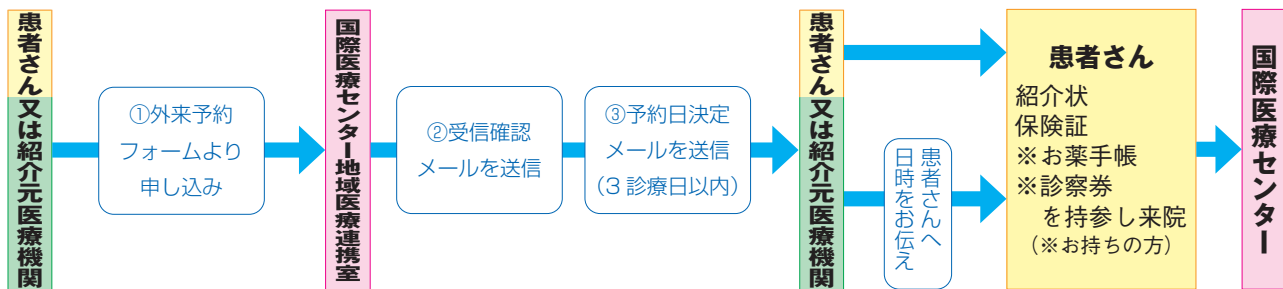 患者さん又は紹介元医療機関
①外来予約
フォームより
申し込み
国際医療センター地域医療連携室
②受信確認
メールを送信
③予約日決定
メールを送信
(3診療日以内)
患者さん又は紹介元医療機関
患者さんへ
日時をお伝え
患者さん
紹介状
保険証
※お薬手帳
※診察券
を持参し来院
(※お持ちの方)
国際医療センター